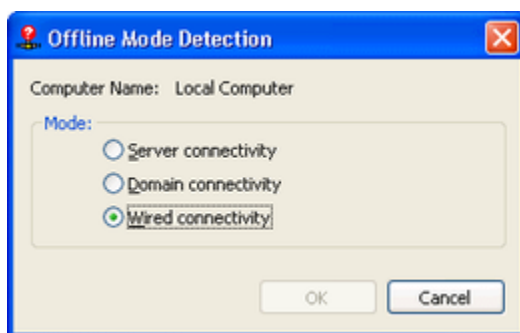 Offline Mode Detection
Computer Name: Local Computer
Mode:
Server connectivity
Domain connectivity
Wired connectivity
OK Cancel